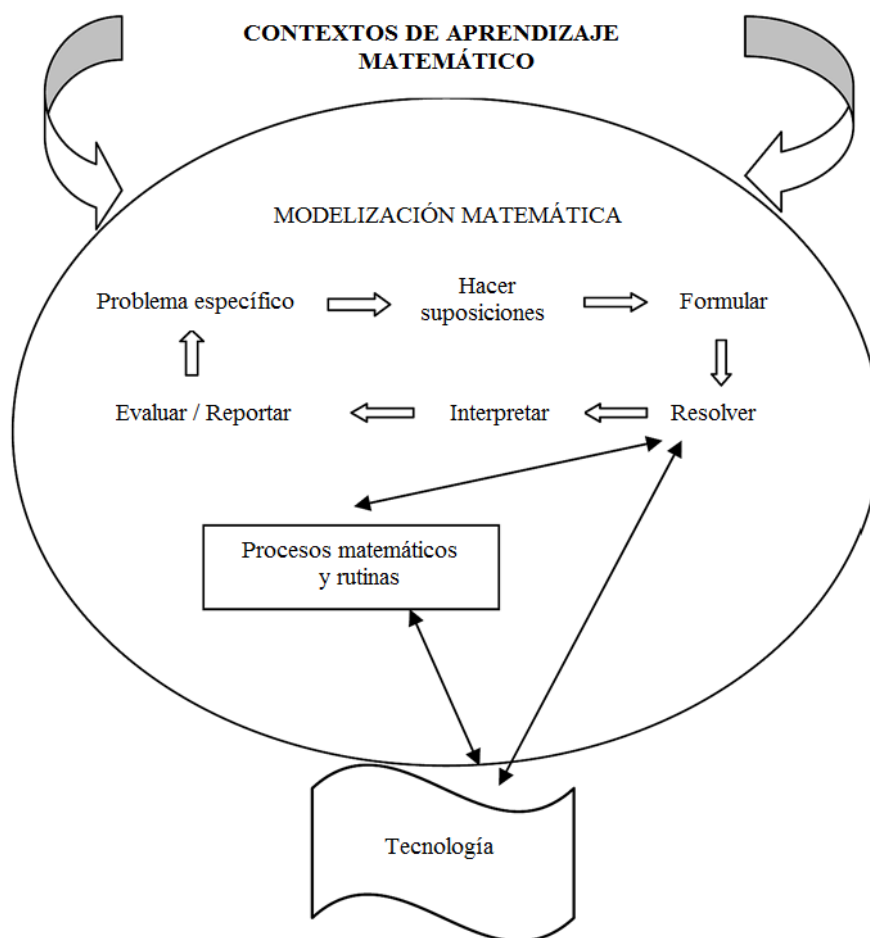 CONTEXTOS DE APRENDIZAJE
MATEMÁTICO
MODELIZACIÓN MATEMÁTICA
Problema específico
Hacer
suposiciones
Formular
Evaluar / Reportar
Interpretar
Resolver
Procesos matemáticos
y rutinas
Tecnología